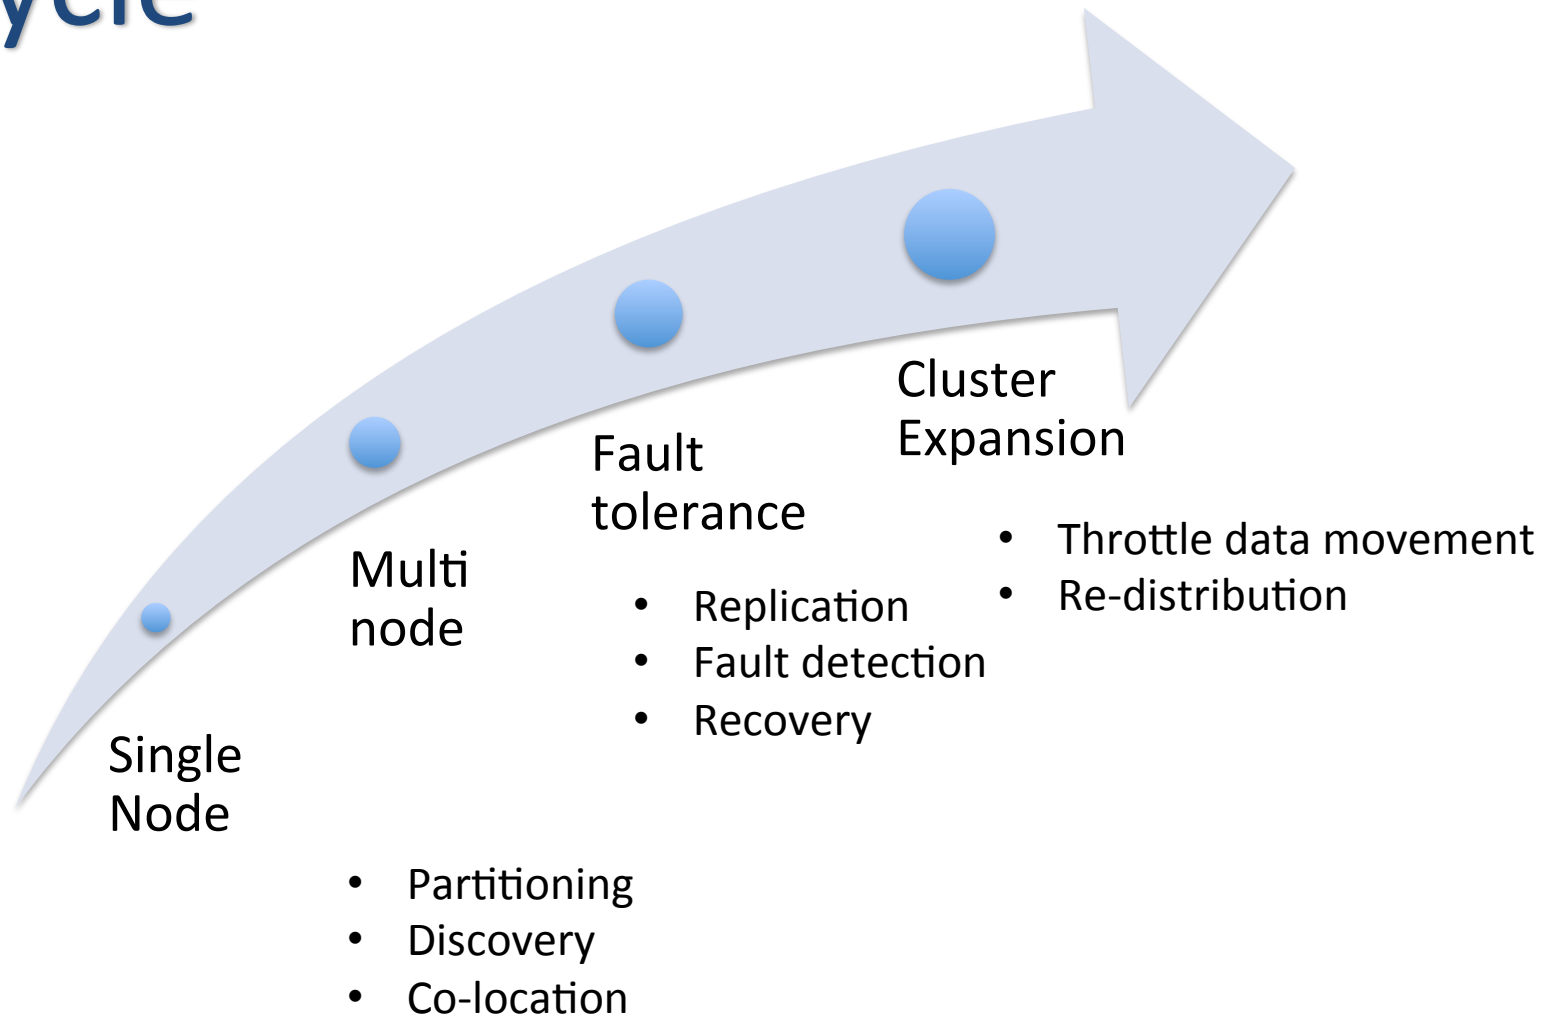 Single
Node
Multi
node
• Partitioning
• Discovery
• Co-location
Fault
tolerance
• Replication
• Fault detection
• Recovery
Cluster
Expansion
• Throttle data movement
• Re-distribution